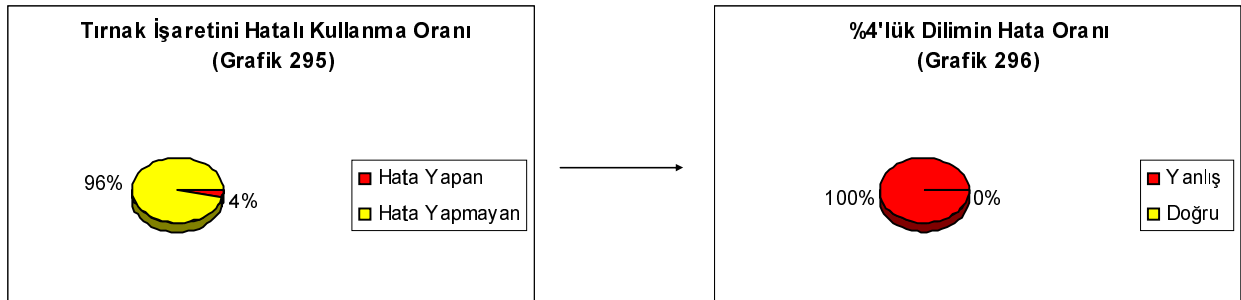 Tırnak İşaretini Hatalı Kullanma Oranı
(Grafik 295)
96%
4%
Hata Yapan
Hata Yapmayan
%4'lük Dilimin Hata Oranı
(Grafik 296)
100%
0%
Yanlış
Doğru